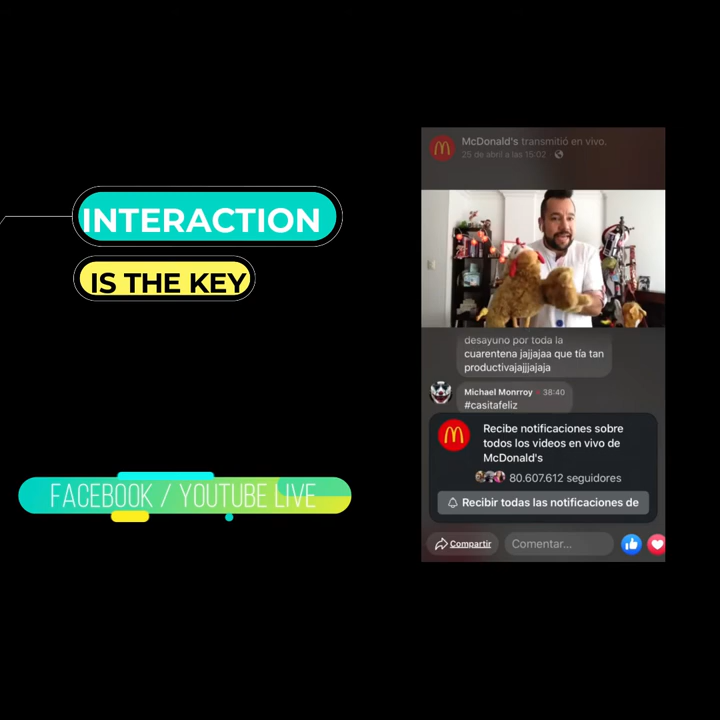 INTERACTION
IS THE KEY
FACEBOOK / YOUTUBE LIVE
McDonald's transmitió en vivo.
25 de abril a las 15:02 ·
desayuno por toda la
cuarentena jajjajaa que tía tan
productivajajjjajaja
Michael Monrroy 38:40
#casitafeliz
Recibe notificaciones sobre
todos los videos en vivo de
McDonald's
80.607.612 seguidores
Recibir todas las notificaciones de
Compartir
Comentar...